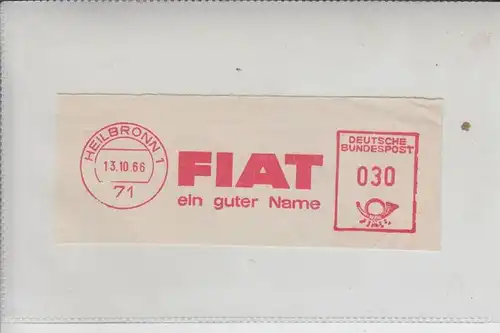 HEILBRONN 1
13.10.66
71
FIAT
ein guter Name
DEUTSCHE
BUNDESPOST
030